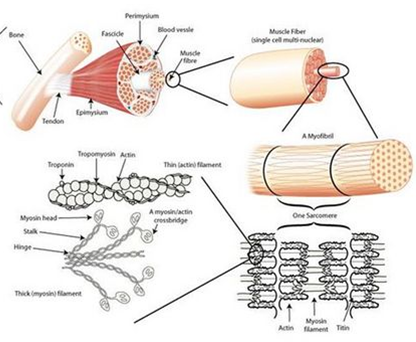 Perimysium
Bone
Fascicle
Blood vessle
Muscle
fibre
Tendon
Epimysium
Muscle Fiber
(single cell multi-nuclear)
A Myofibril
One Sarcomere
Tropomyosin
Actin
Troponin
Thin (actin) filament
Myosin head
A myosin/actin
crossbridge
Stalk
Hinge
Thick (myosin) filament
Actin
Myosin
filament
Titin